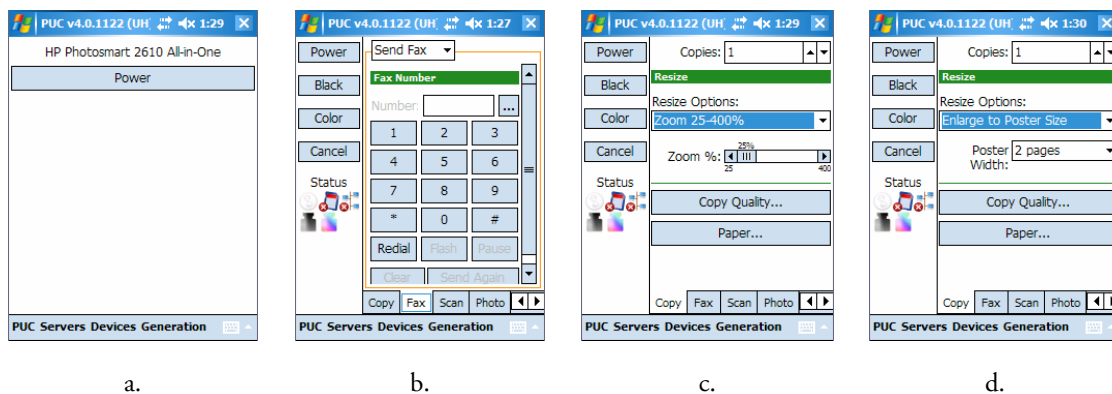 PUC v4.0.1122 (UH 1:29
HP Photosmart 2610 All-in-One
Power
PUC Servers Devices Generation
a.
PUC v4.0.1122 (UH 1:27
Power
Black
Color
Cancel
Status
Send Fax
Fax Number
Number:
...
1 2 3
4 5 6
7 8 9
* 0 #
Redial Flash Pause
Clear Send Again
Copy Fax Scan Photo
PUC Servers Devices Generation
b.
PUC v4.0.1122 (UH 1:29
Power
Black
Color
Cancel
Status
Copies: 1
Resize
Resize Options:
Zoom 25-400%
25%
Zoom %:
25 400
Copy Quality...
Paper...
Copy Fax Scan Photo
PUC Servers Devices Generation
c.
PUC v4.0.1122 (UH 1:30
Power
Black
Color
Cancel
Status
Copies: 1
Resize
Resize Options:
Enlarge to Poster Size
Poster 2 pages
Width:
Copy Quality...
Paper...
Copy Fax Scan Photo
PUC Servers Devices Generation
d.